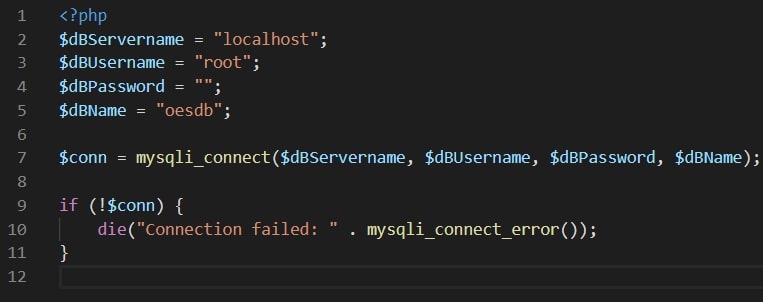 1 <?php
2 $dBServername = "localhost";
3 $dBUsername = "root";
4 $dBPassword = "";
5 $dBName = "oesdb";
6
7 $conn = mysqli_connect($dBServername, $dBUsername, $dBPassword, $dBName);
8
9 if (!$conn) {
10     die("Connection failed: " . mysqli_connect_error());
11 }
12